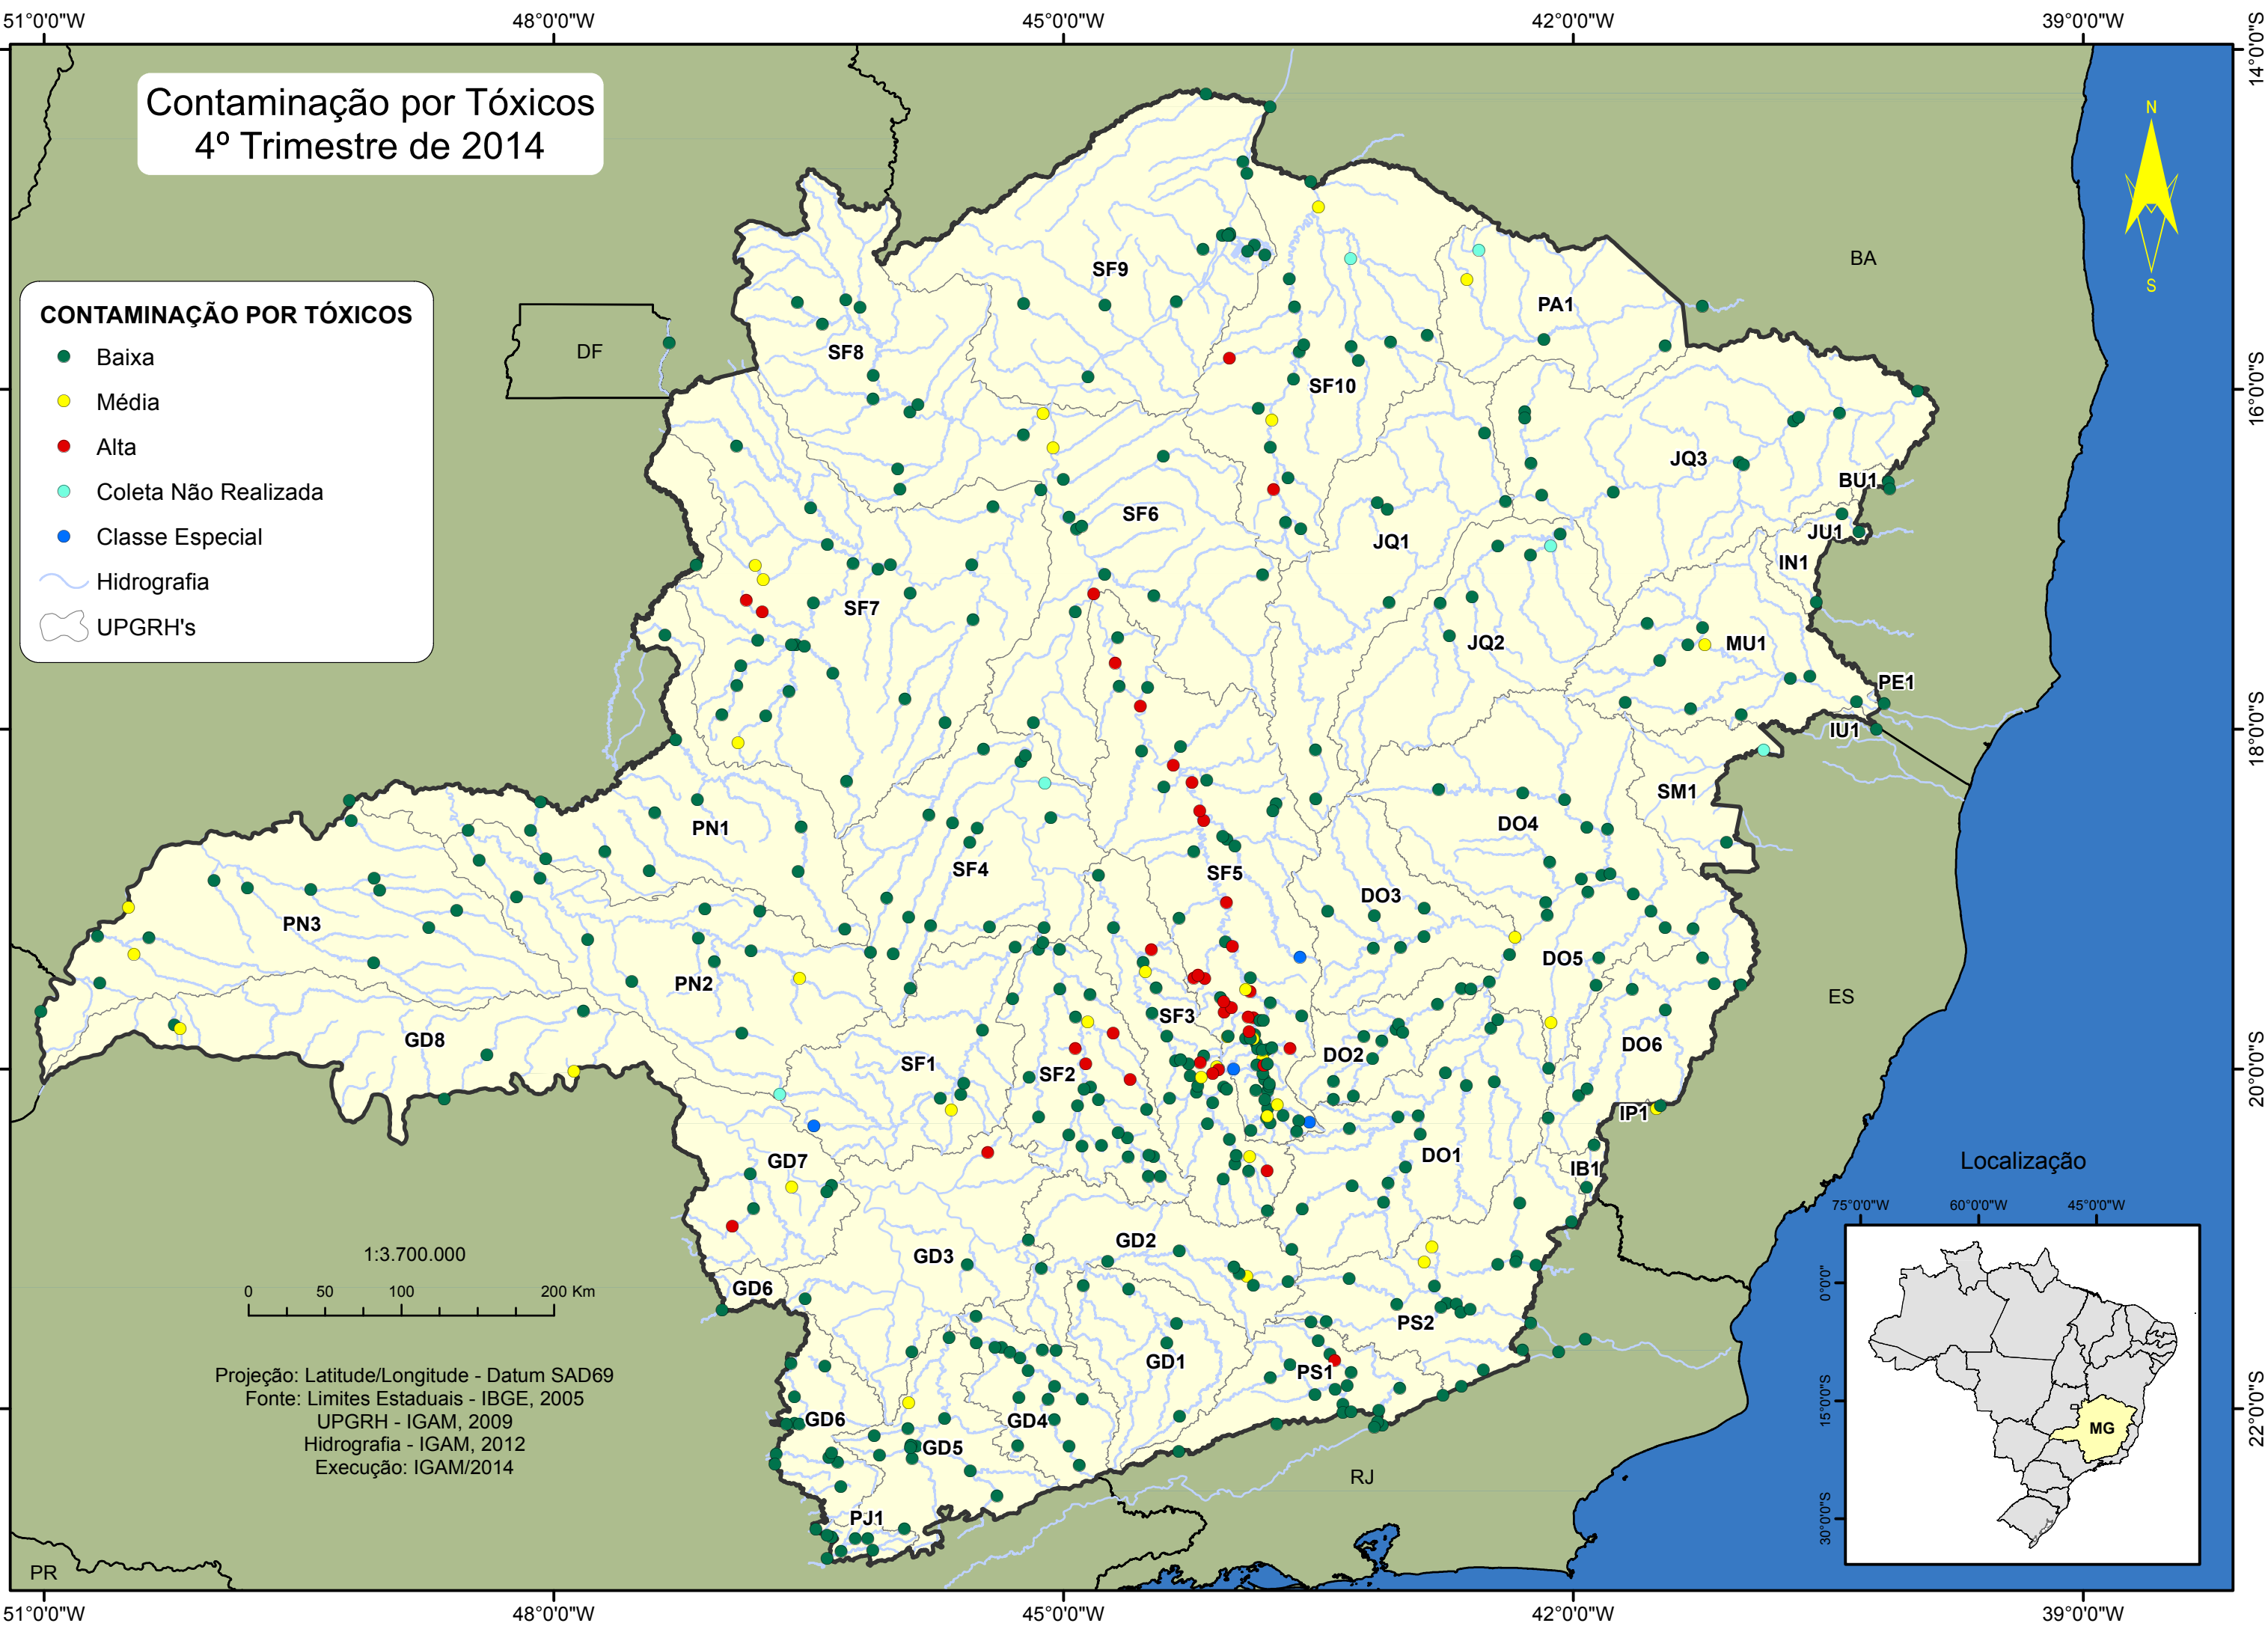 51°0'0"W 48°0'0"W 45°0'0"W 42°0'0"W 39°0'0"W
14°0'0"S
16°0'0"S
18°0'0"S
20°0'0"S
22°0'0"S
Contaminação por Tóxicos
4º Trimestre de 2014
N
S
CONTAMINAÇÃO POR TÓXICOS
Baixa
Média
Alta
Coleta Não Realizada
Classe Especial
Hidrografia
UPGRH's
DF
BA
ES
RJ
PR
SF9
PA1
SF8
SF10
JQ3
BU1
SF6
JU1
JQ1
IN1
SF7
JQ2
MU1
PE1
IU1
SM1
PN1
DO4
SF4
SF5
DO3
PN3
DO5
PN2
SF3
GD8
DO6
DO2
SF1
SF2
IP1
DO1
GD7
IB1
GD2
GD3
GD6
PS2
GD1
PS1
GD6
GD4
GD5
PJ1
1:3.700.000
0 50 100 200 Km
Projeção: Latitude/Longitude - Datum SAD69
Fonte: Limites Estaduais - IBGE, 2005
UPGRH - IGAM, 2009
Hidrografia - IGAM, 2012
Execução: IGAM/2014
Localização
75°0'0"W 60°0'0"W 45°0'0"W
0°0'0"
15°0'0"S
30°0'0"S
MG
51°0'0"W 48°0'0"W 45°0'0"W 42°0'0"W 39°0'0"W